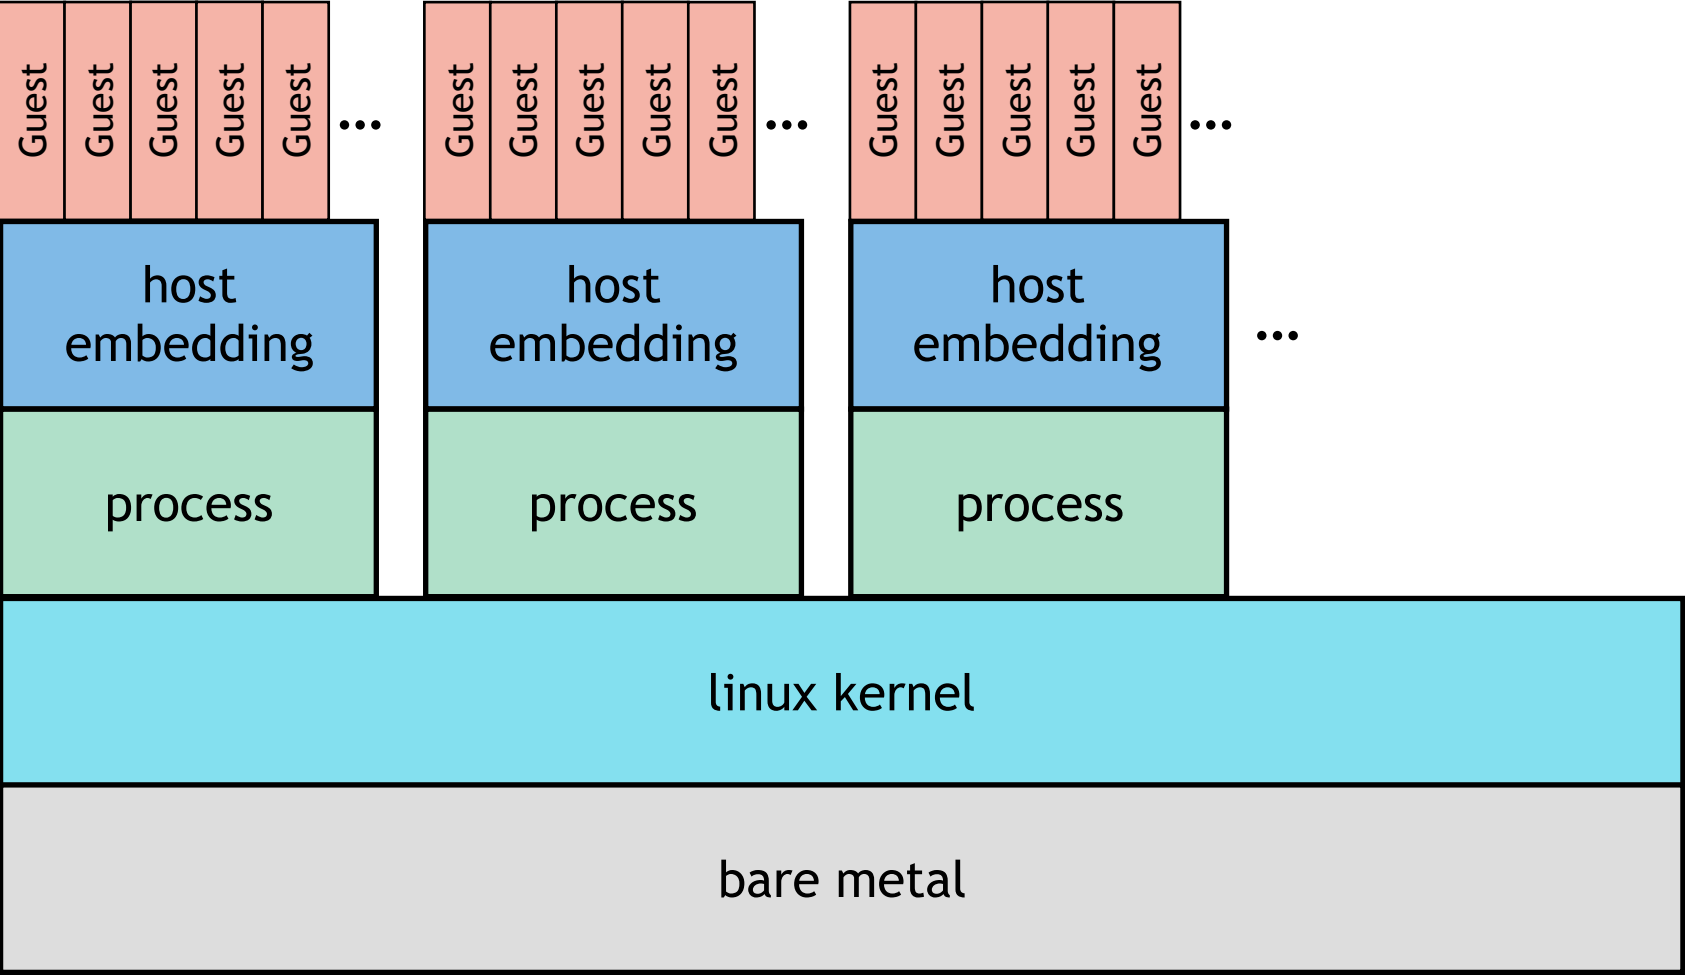 Guest Guest Guest Guest Guest ... Guest Guest Guest Guest Guest ... Guest Guest Guest Guest Guest ...
host
embedding
host
embedding
host
embedding
...
process process process
linux kernel
bare metal